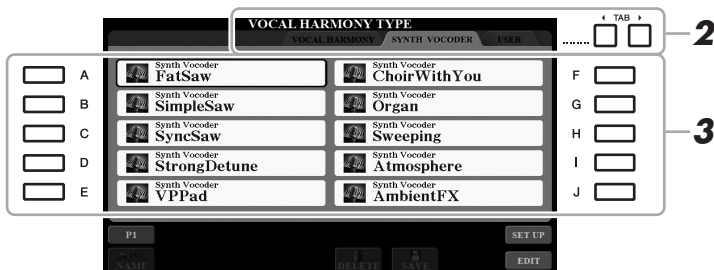 VOCAL HARMONY TYPE
TAB
2
VOCAL HARMONY SYNTH VOCODER USER
A
Synth Vocoder
FatSaw
Synth Vocoder
ChoirWithYou
F
B
Synth Vocoder
SimpleSaw
Synth Vocoder
Organ
G
C
Synth Vocoder
SyncSaw
Synth Vocoder
Sweeping
H
3
D
Synth Vocoder
StrongDetune
Synth Vocoder
Atmosphere
I
E
Synth Vocoder
VPPad
Synth Vocoder
AmbientFX
J
P1
SET UP
NAME
DELETE
SAVE
EDIT